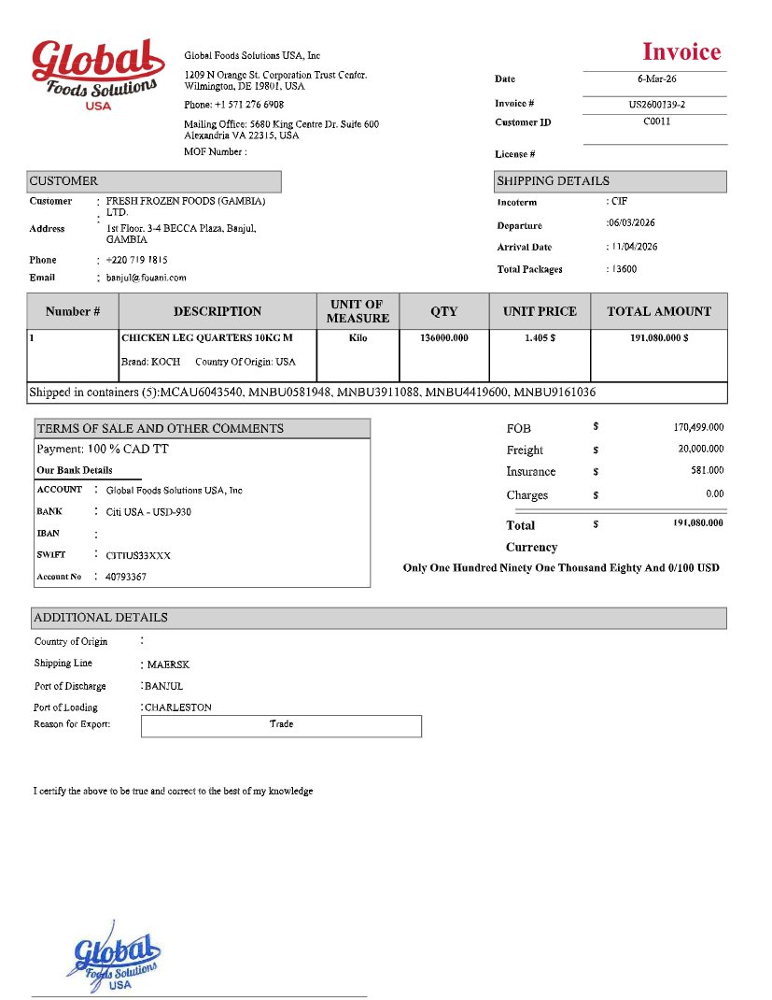 Global
Foods Solutions
USA
Global Foods Solutions USA, Inc
1209 N Orange St. Corporation Trust Center.
Wilmington, DE 19801, USA
Phone: +1 571 276 6908
Mailing Office: 5680 King Centre Dr. Suite 600
Alexandria VA 22315, USA
MOF Number :
Invoice
Date 6-Mar-26
Invoice # US2600139-2
Customer ID C0011
License #
CUSTOMER
Customer : FRESH FROZEN FOODS (GAMBIA)
: LTD.
Address 1st Floor. 3-4 BECCA Plaza, Banjul,
GAMBIA
Phone : +220 719 1815
Email : banjul@fouani.com
SHIPPING DETAILS
Incoterm : CIF
Departure :06/03/2026
Arrival Date : 11/04/2026
Total Packages : 13600
Number # DESCRIPTION UNIT OF MEASURE QTY UNIT PRICE TOTAL AMOUNT
1 CHICKEN LEG QUARTERS 10KG M Kilo 136000.000 1.405 $ 191,080.000 $
Brand: KOCH Country Of Origin: USA
Shipped in containers (5):MCAU6043540, MNBU0581948, MNBU3911088, MNBU4419600, MNBU9161036
TERMS OF SALE AND OTHER COMMENTS
Payment: 100 % CAD TT
Our Bank Details
ACCOUNT : Global Foods Solutions USA, Inc
BANK : Citi USA - USD-930
IBAN :
SWIFT : CITIUS33XXX
Account No : 40793367
FOB $ 170,499.000
Freight $ 20,000.000
Insurance $ 581.000
Charges $ 0.00
Total $ 191,080.000
Currency
Only One Hundred Ninety One Thousand Eighty And 0/100 USD
ADDITIONAL DETAILS
Country of Origin :
Shipping Line : MAERSK
Port of Discharge :BANJUL
Port of Loading :CHARLESTON
Reason for Export: Trade
I certify the above to be true and correct to the best of my knowledge
Global
Foods Solutions
USA